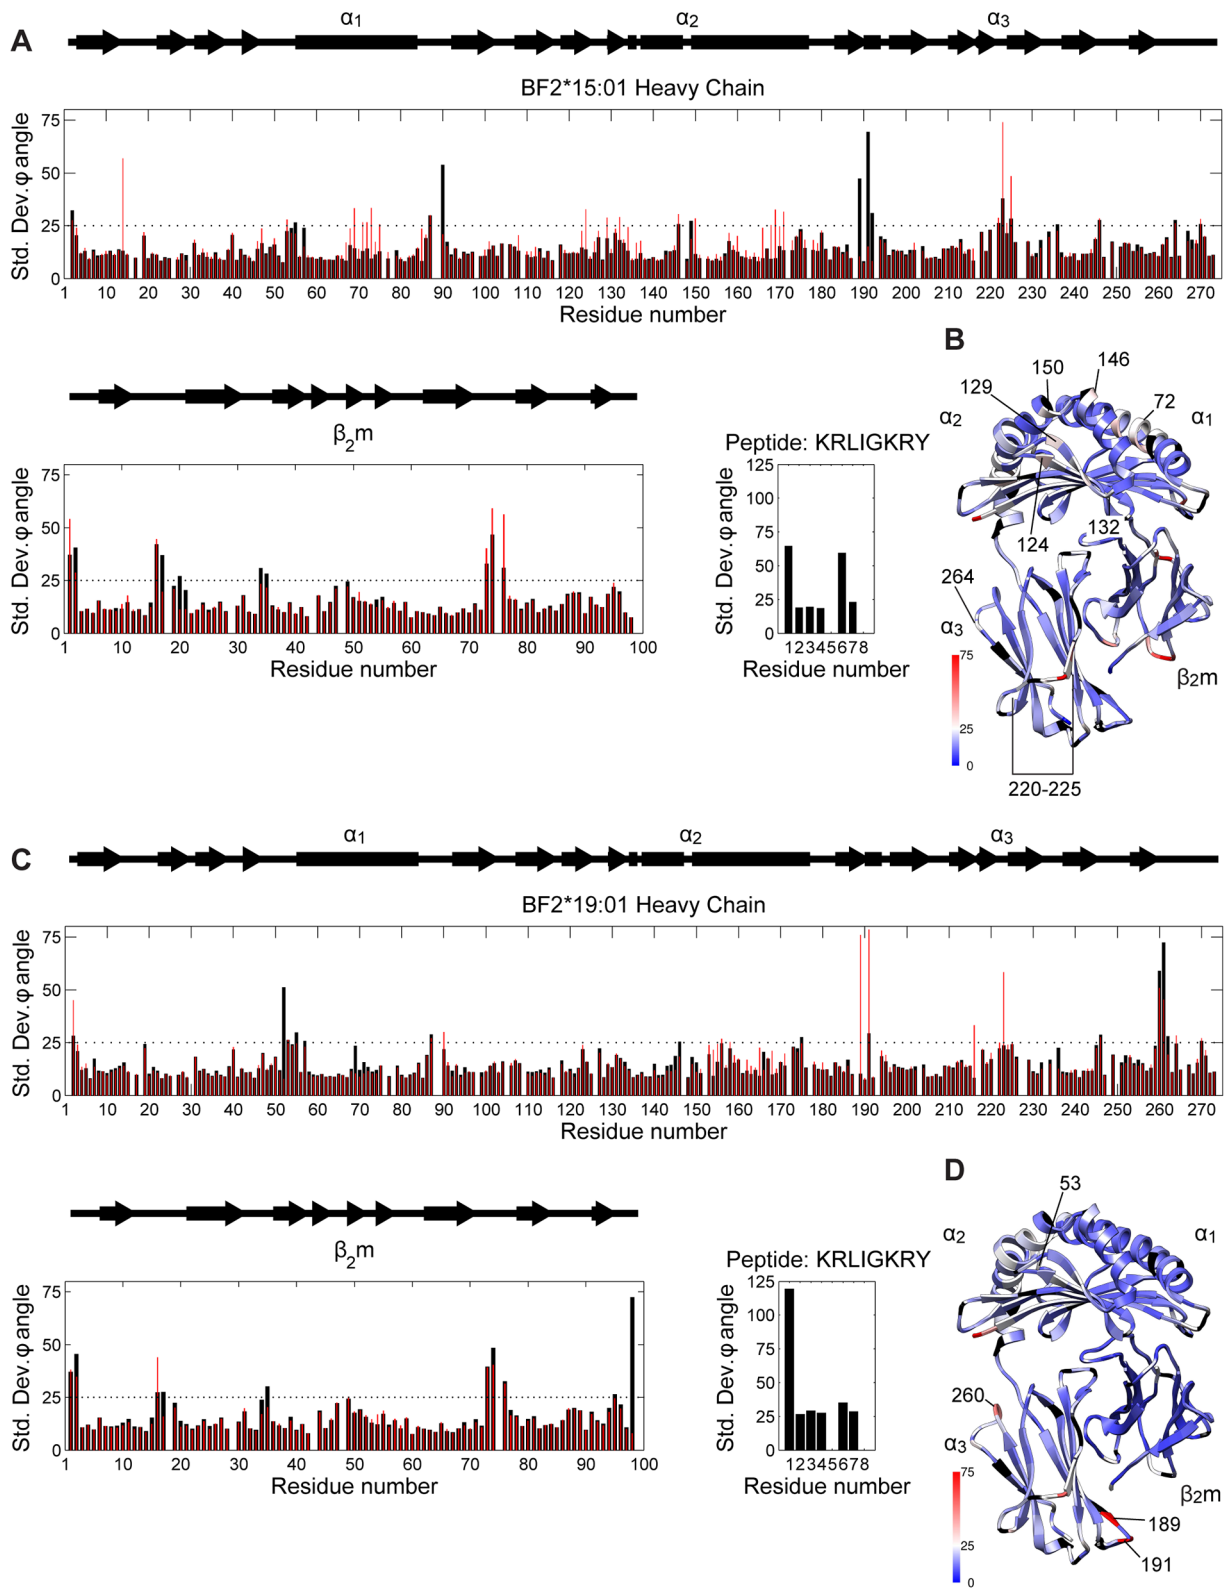 A
α1
α2
α3
BF2*15:01 Heavy Chain
Std. Dev. φ angle
75
50
25
0
1 10 20 30 40 50 60 70 80 90 100 110 120 130 140 150 160 170 180 190 200 210 220 230 240 250 260 270
Residue number
β2m
Std. Dev. φ angle
75
50
25
0
1 10 20 30 40 50 60 70 80 90 100
Residue number
Peptide: KRLIGKRY
Std. Dev. φ angle
125
100
75
50
25
0
12345678
Residue number
B
150
146
129
72
α2
α1
124
132
264
α3
75
25
0
β2m
220-225
C
α1
α2
α3
BF2*19:01 Heavy Chain
Std. Dev. φ angle
75
50
25
0
1 10 20 30 40 50 60 70 80 90 100 110 120 130 140 150 160 170 180 190 200 210 220 230 240 250 260 270
Residue number
β2m
Std. Dev. φ angle
75
50
25
0
1 10 20 30 40 50 60 70 80 90 100
Residue number
Peptide: KRLIGKRY
Std. Dev. φ angle
125
100
75
50
25
0
12345678
Residue number
D
53
α2
α1
260
α3
75
25
0
β2m
189
191